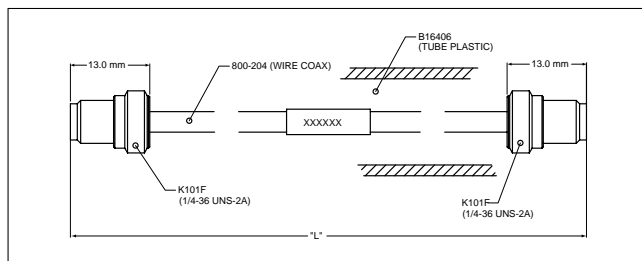 B16406
(TUBE PLASTIC)
13.0 mm
800-204 (WIRE COAX)
13.0 mm
XXXXXX
K101F
(1/4-36 UNS-2A)
K101F
(1/4-36 UNS-2A)
"L"